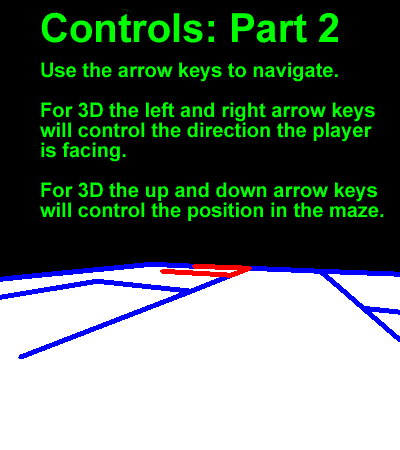 Controls: Part 2
Use the arrow keys to navigate.
For 3D the left and right arrow keys
will control the direction the player
is facing.
For 3D the up and down arrow keys
will control the position in the maze.